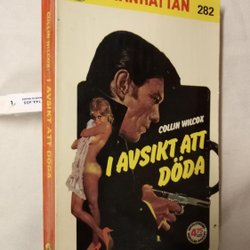 MANHATTAN
282
COLLIN WILCOX
I AVSIKT ATT
DÖDA
COLLIN WILCOX: I AVSIKT ATT DÖDA